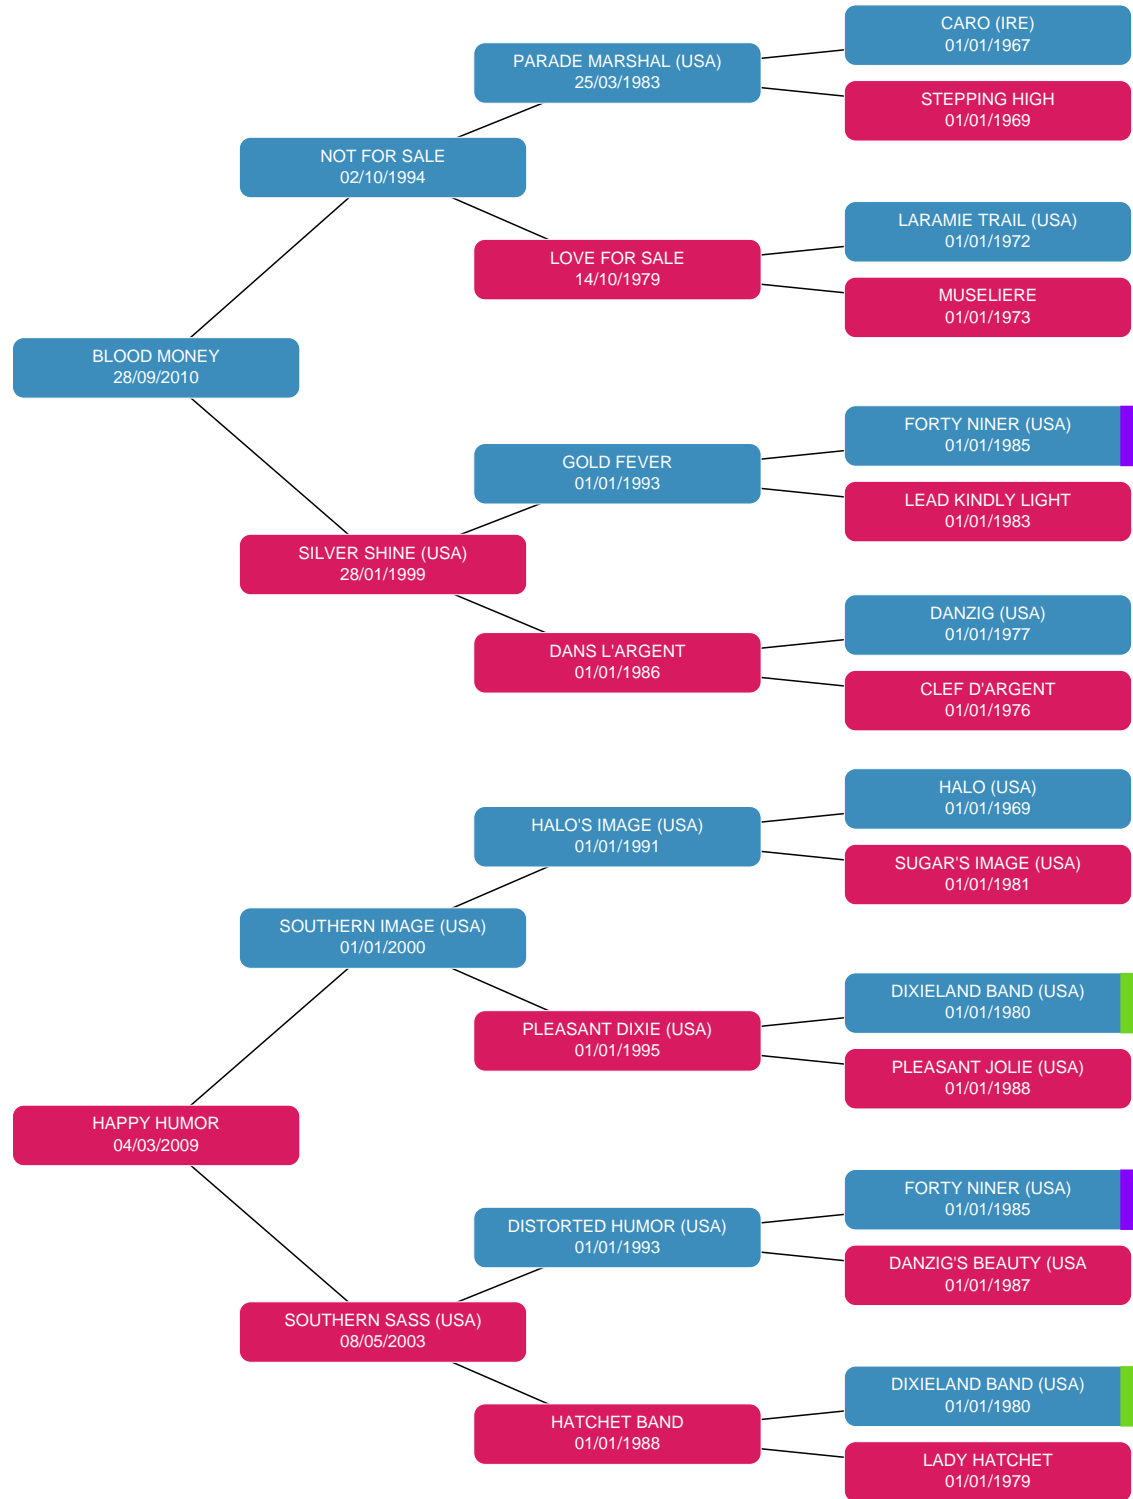 CARO (IRE)
01/01/1967
PARADE MARSHAL (USA)
25/03/1983
STEPPING HIGH
01/01/1969
NOT FOR SALE
02/10/1994
LARAMIE TRAIL (USA)
01/01/1972
LOVE FOR SALE
14/10/1979
MUSELIERE
01/01/1973
BLOOD MONEY
28/09/2010
FORTY NINER (USA)
01/01/1985
GOLD FEVER
01/01/1993
LEAD KINDLY LIGHT
01/01/1983
SILVER SHINE (USA)
28/01/1999
DANZIG (USA)
01/01/1977
DANS L'ARGENT
01/01/1986
CLEF D'ARGENT
01/01/1976
HALO (USA)
01/01/1969
HALO'S IMAGE (USA)
01/01/1991
SUGAR'S IMAGE (USA)
01/01/1981
SOUTHERN IMAGE (USA)
01/01/2000
DIXIELAND BAND (USA)
01/01/1980
PLEASANT DIXIE (USA)
01/01/1995
PLEASANT JOLIE (USA)
01/01/1988
HAPPY HUMOR
04/03/2009
FORTY NINER (USA)
01/01/1985
DISTORTED HUMOR (USA)
01/01/1993
DANZIG'S BEAUTY (USA
01/01/1987
SOUTHERN SASS (USA)
08/05/2003
DIXIELAND BAND (USA)
01/01/1980
HATCHET BAND
01/01/1988
LADY HATCHET
01/01/1979